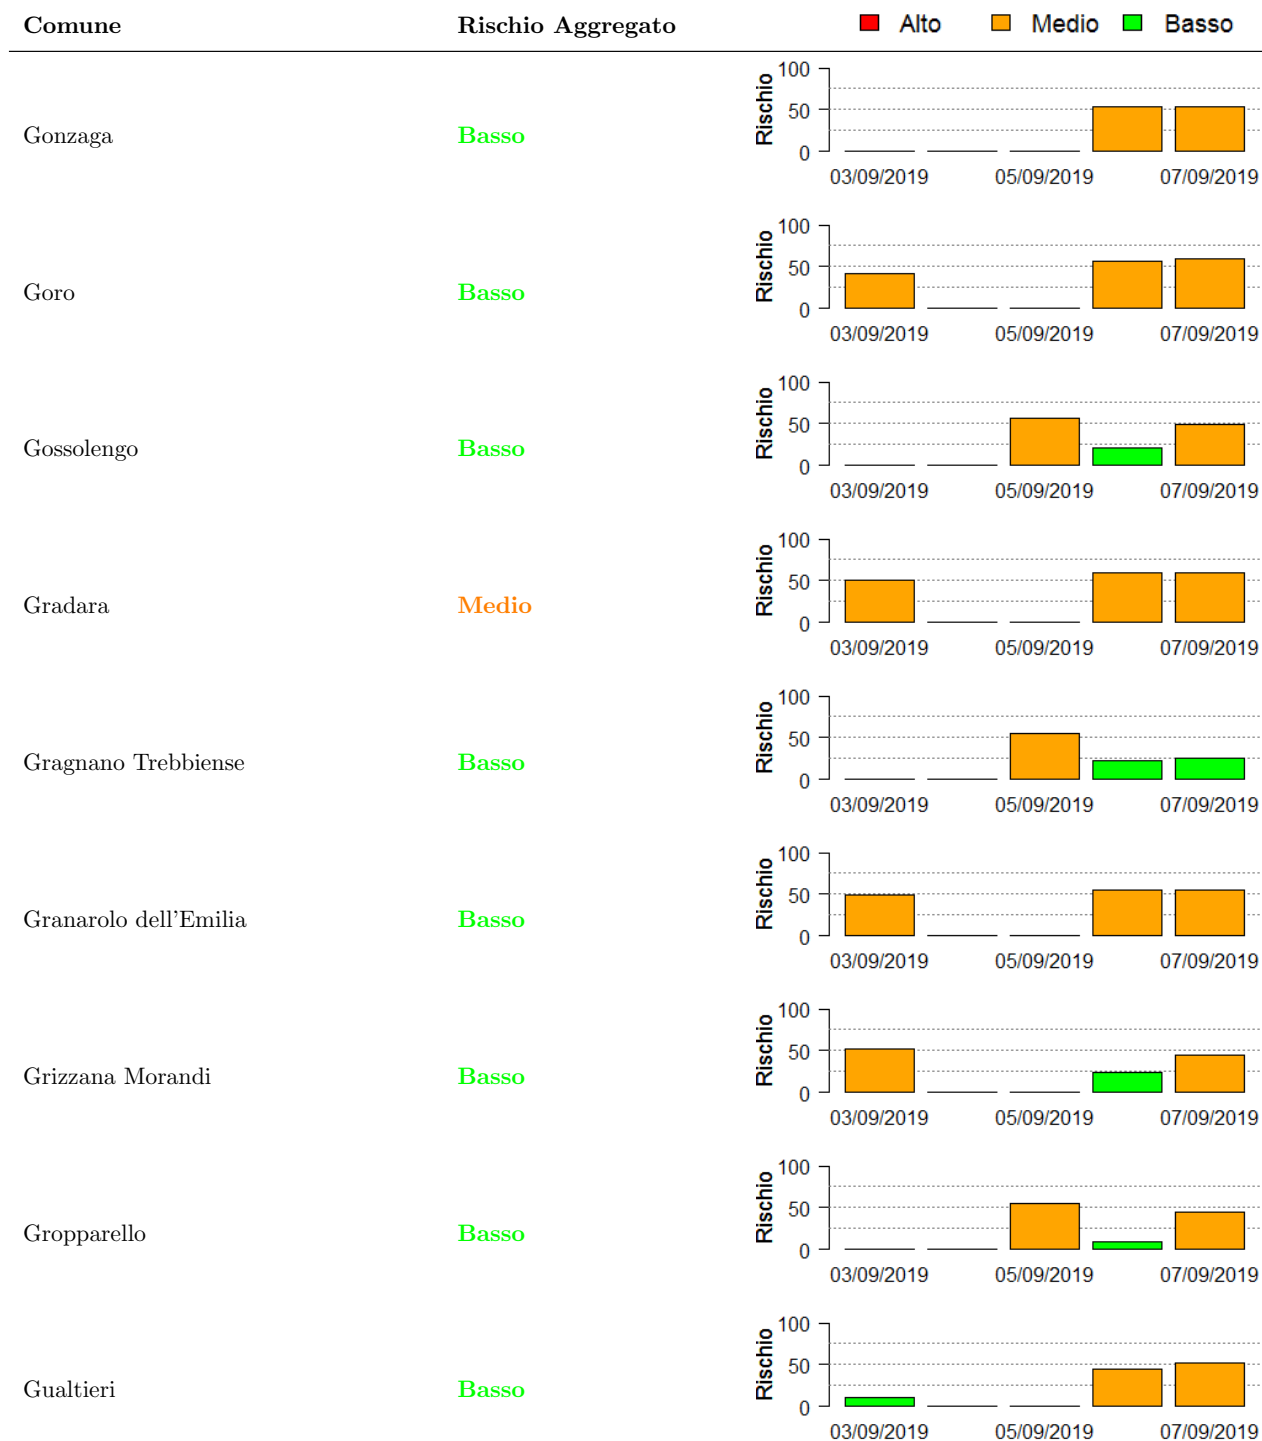 Comune Rischio Aggregato Alto Medio Basso
Gonzaga Basso Rischio 100 50 0
03/09/2019 05/09/2019 07/09/2019
Goro Basso Rischio 100 50 0
03/09/2019 05/09/2019 07/09/2019
Gossolengo Basso Rischio 100 50 0
03/09/2019 05/09/2019 07/09/2019
Gradara Medio Rischio 100 50 0
03/09/2019 05/09/2019 07/09/2019
Gragnano Trebbiense Basso Rischio 100 50 0
03/09/2019 05/09/2019 07/09/2019
Granarolo dell'Emilia Basso Rischio 100 50 0
03/09/2019 05/09/2019 07/09/2019
Grizzana Morandi Basso Rischio 100 50 0
03/09/2019 05/09/2019 07/09/2019
Gropparello Basso Rischio 100 50 0
03/09/2019 05/09/2019 07/09/2019
Gualtieri Basso Rischio 100 50 0
03/09/2019 05/09/2019 07/09/2019